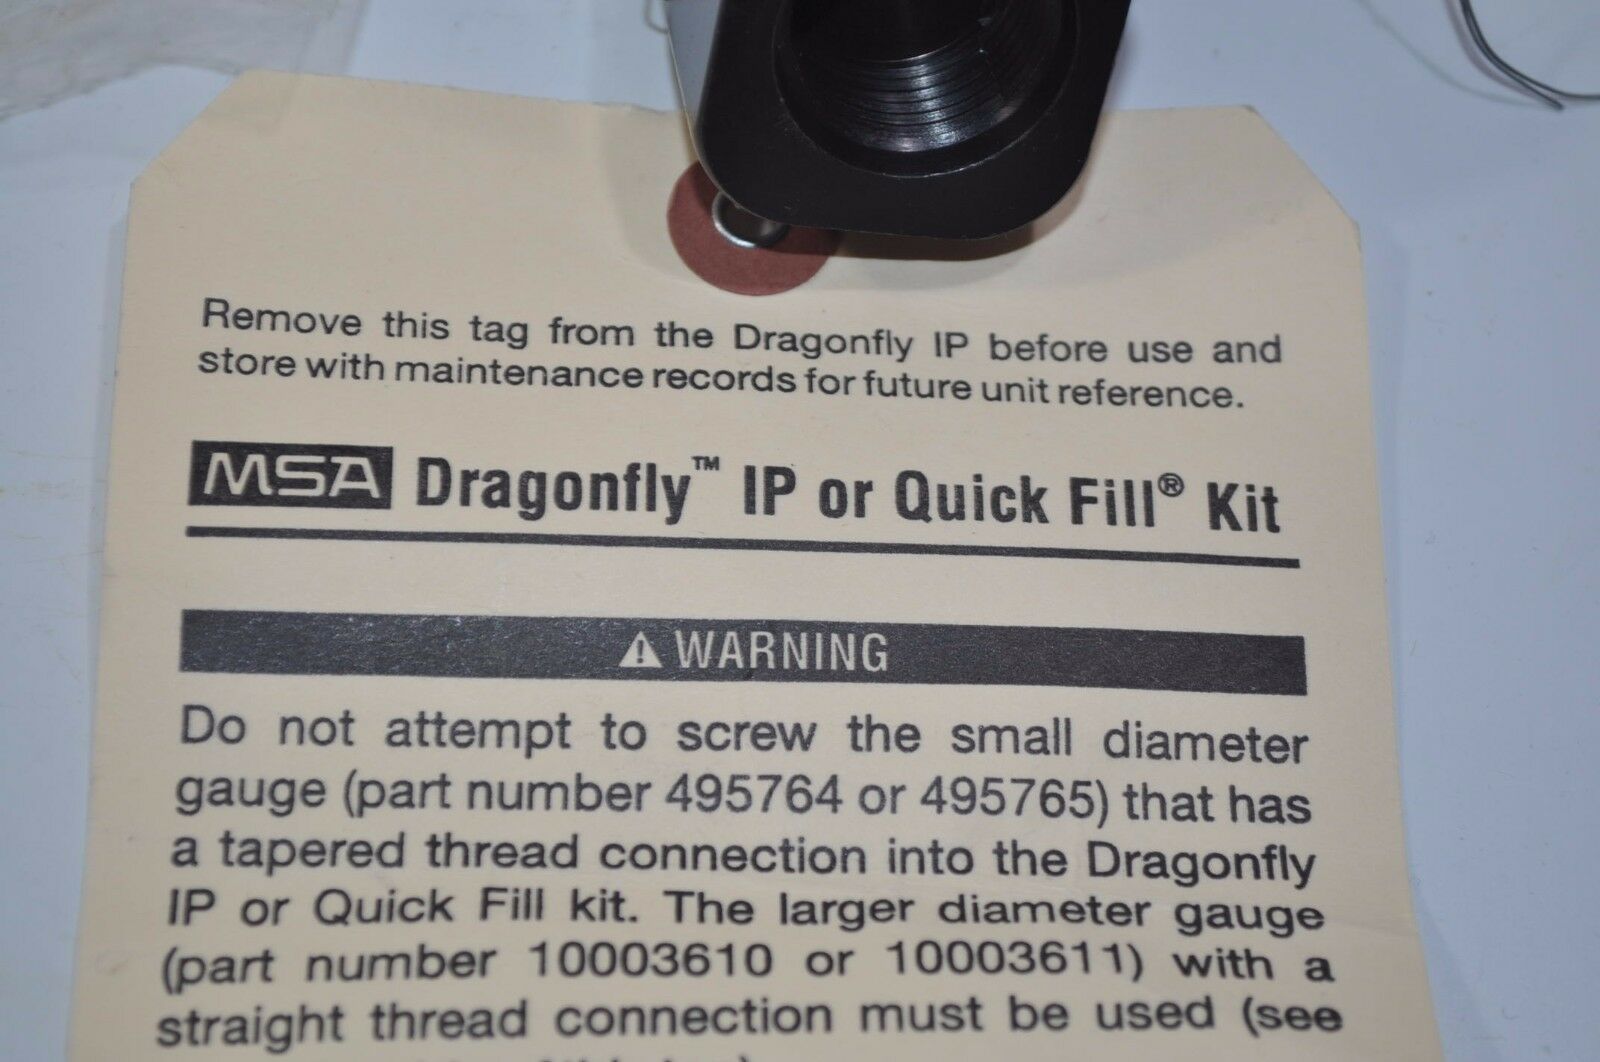 Remove this tag from the Dragonfly IP before use and
store with maintenance records for future unit reference.
MSA Dragonfly™ IP or Quick Fill® Kit
⚠ WARNING
Do not attempt to screw the small diameter
gauge (part number 495764 or 495765) that has
a tapered thread connection into the Dragonfly
IP or Quick Fill kit. The larger diameter gauge
(part number 10003610 or 10003611) with a
straight thread connection must be used (see